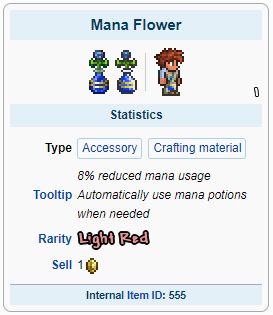 Mana Flower
Statistics
Type Accessory Crafting material
8% reduced mana usage
Tooltip Automatically use mana potions
when needed
Rarity Light Red
Sell 1
Internal Item ID: 555